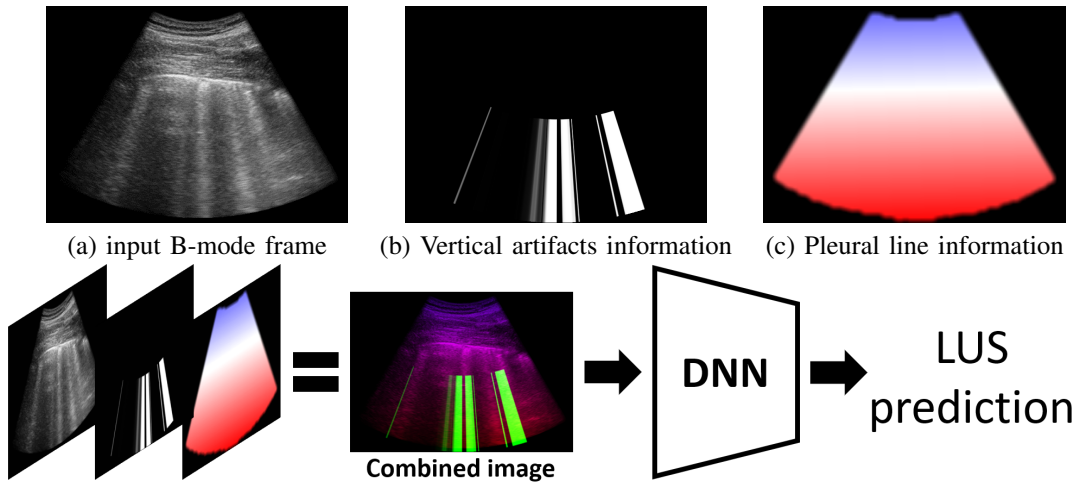 (a) input B-mode frame
(b) Vertical artifacts information
(c) Pleural line information
Combined image
DNN
LUS
prediction